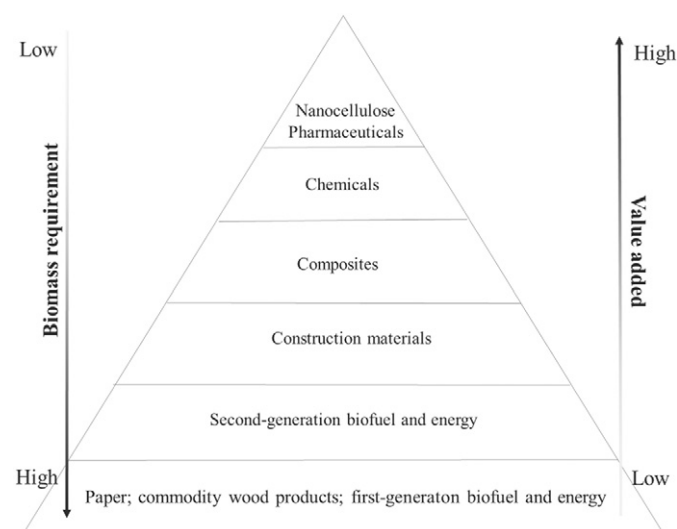 Low
High
Nanocellulose
Pharmaceuticals
Chemicals
Biomass requirement
Value added
Composites
Construction materials
Second-generation biofuel and energy
High
Low
Paper; commodity wood products; first-generaton biofuel and energy